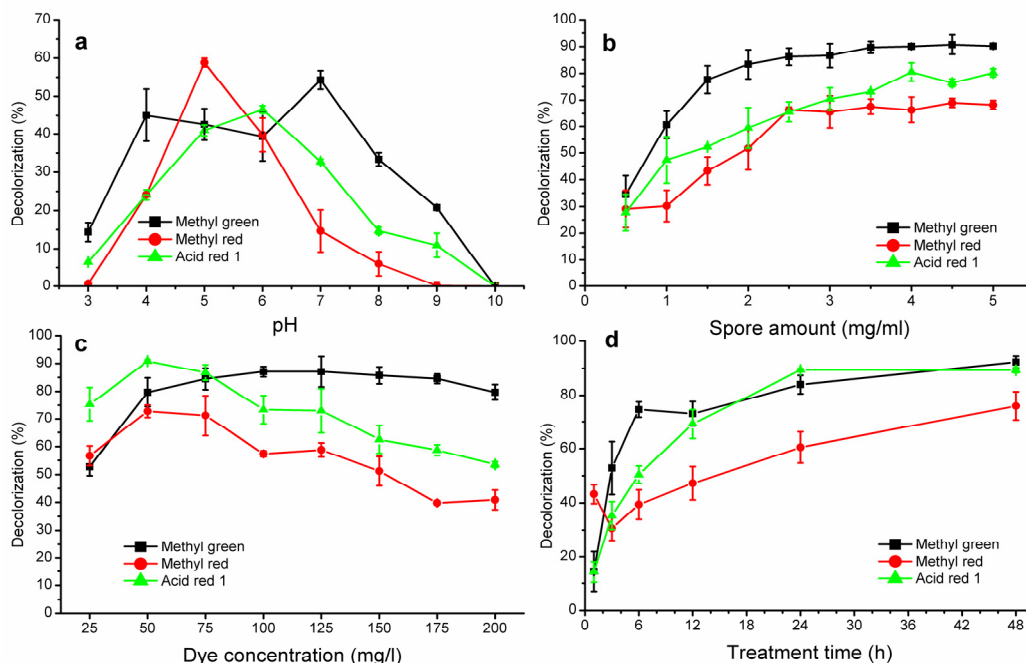 a
Decolorization (%)
70
60
50
40
30
20
10
0
Methyl green
Methyl red
Acid red 1
3 4 5 6 7 8 9 10
pH
b
Decolorization (%)
100
90
80
70
60
50
40
30
20
10
0
Methyl green
Methyl red
Acid red 1
0 1 2 3 4 5
Spore amount (mg/ml)
c
Decolorization (%)
100
90
80
70
60
50
40
30
20
10
0
Methyl green
Methyl red
Acid red 1
25 50 75 100 125 150 175 200
Dye concentration (mg/l)
d
Decolorization (%)
100
80
60
40
20
0
Methyl green
Methyl red
Acid red 1
0 6 12 18 24 30 36 42 48
Treatment time (h)